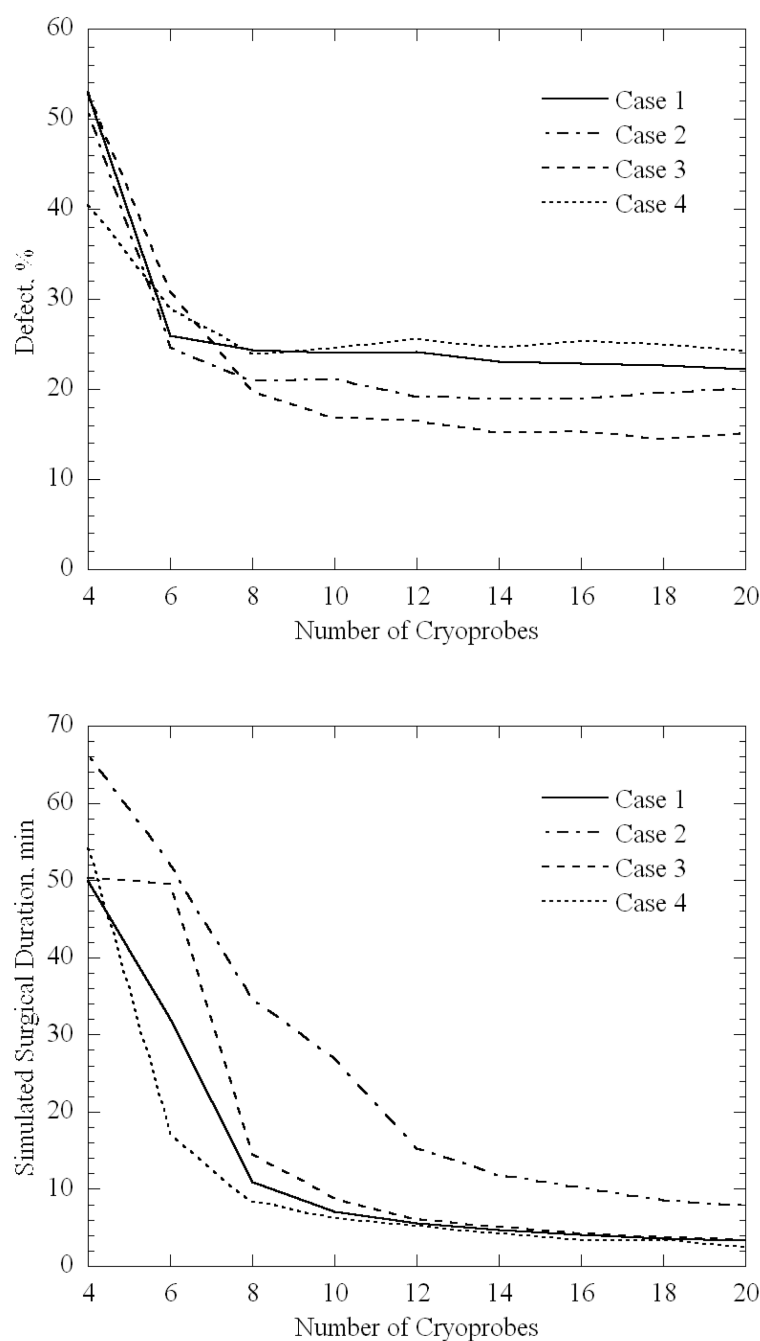 60
50
40
30
20
10
0
Defect, %
Case 1
Case 2
Case 3
Case 4
4 6 8 10 12 14 16 18 20
Number of Cryoprobes
70
60
50
40
30
20
10
0
Simulated Surgical Duration, min
Case 1
Case 2
Case 3
Case 4
4 6 8 10 12 14 16 18 20
Number of Cryoprobes